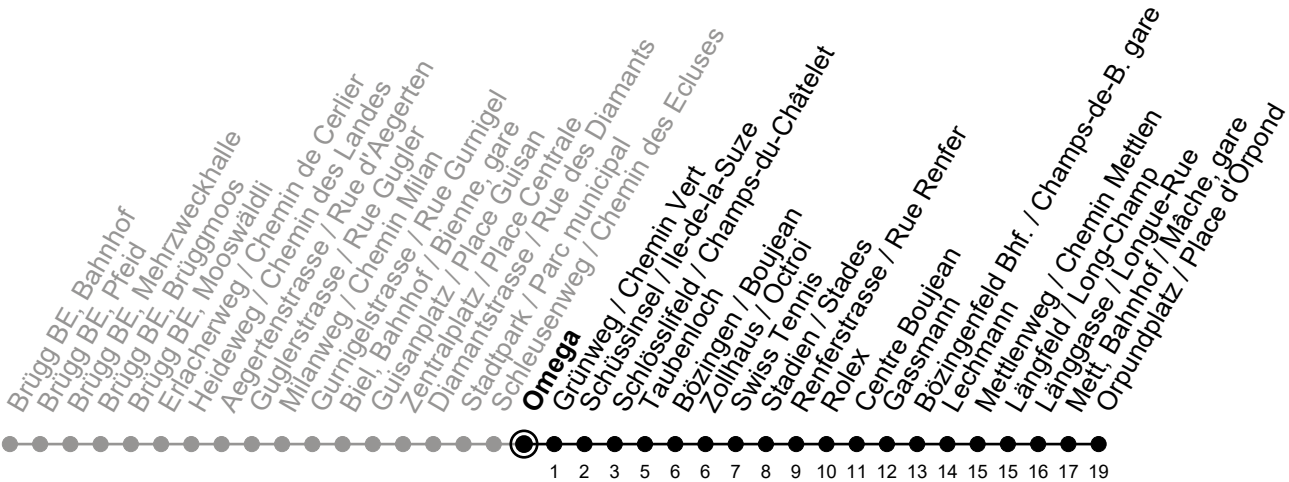 Brügg BE, Bahnhof
Brügg BE, Pfeid
Brügg BE, Mehrzweckhalle
Brügg BE, Brüggmoos
Brügg BE, Mooswäldli
Erlacherweg / Chemin de Cerlier
Heideweg / Chemin des Landes
Aegertenstrasse / Rue d'Aegerten
Guglerstrasse / Rue Gugler
Milanweg / Chemin Milan
Gurnigelstrasse / Rue Gurnigel
Biel, Bahnhof / Bienne, gare
Guisanplatz / Place Guisan
Zentralplatz / Place Centrale
Diamantstrasse / Rue des Diamants
Stadtpark / Parc municipal
Schleusenweg / Chemin des Ecluses
Omega
Grünweg / Chemin Vert
Schüssinsel / Ile-de-la-Suze
Schlösslifeld / Champs-du-Châtelet
Taubenloch
Bözingen / Boujean
Zollhaus / Octroi
Swiss Tennis
Stadien / Stades
Renferstrasse / Rue Renfer
Rolex
Centre Boujean
Gassmann
Bözingenfeld Bhf. / Champs-de-B. gare
Lechmann
Mettlenweg / Chemin Mettlen
Längfeld / Long-Champ
Länggasse / Longue-Rue
Mett, Bahnhof / Mâche, gare
Orpundplatz / Place d'Orpond
1 2 3 5 6 6 7 8 9 10 11 12 13 14 15 15 16 17 19